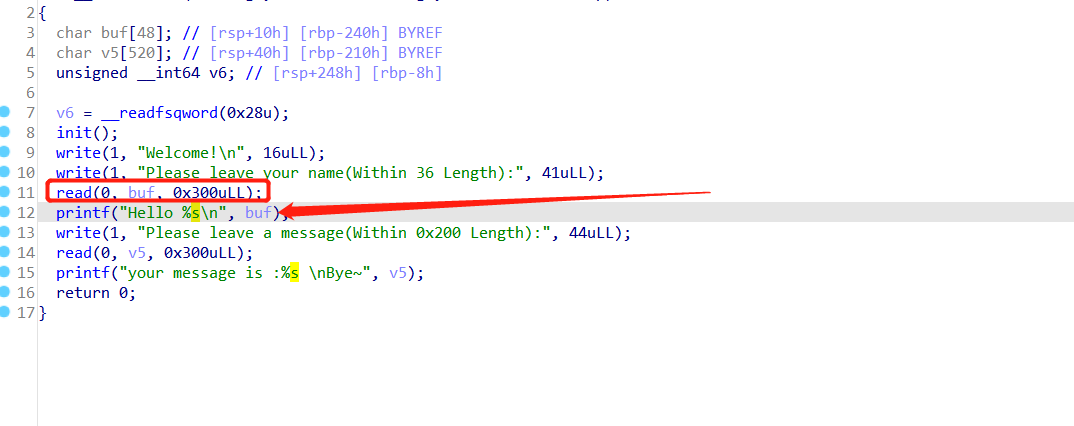 2 {
3 char buf[48]; // [rsp+10h] [rbp-240h] BYREF
4 char v5[520]; // [rsp+40h] [rbp-210h] BYREF
5 unsigned __int64 v6; // [rsp+248h] [rbp-8h]
6
7 v6 = __readfsqword(0x28u);
8 init();
9 write(1, "Welcome!\n", 16uLL);
10 write(1, "Please leave your name(Within 36 Length):", 41uLL);
11 read(0, buf, 0x300uLL);
12 printf("Hello %s\n", buf);
13 write(1, "Please leave a message(Within 0x200 Length):", 44uLL);
14 read(0, v5, 0x300uLL);
15 printf("your message is :%s \nBye~", v5);
16 return 0;
17 }